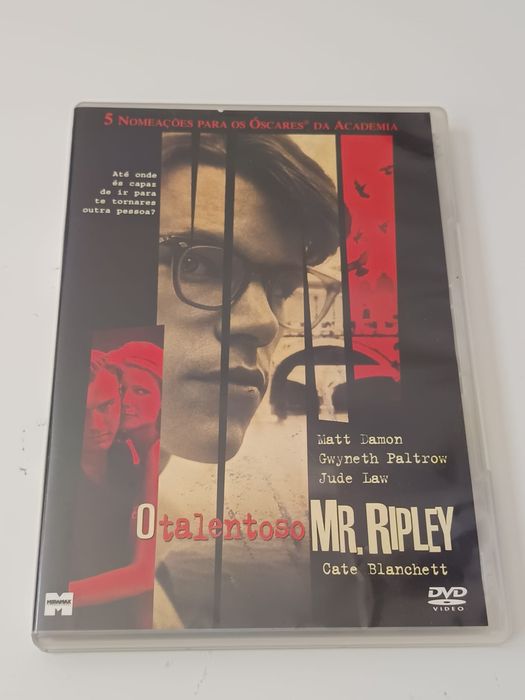 5 Nomeações para os Óscares® da Academia
Até onde
és capaz
de ir para
te tornares
outra pessoa?
Matt Damon
Gwyneth Paltrow
Jude Law
O talentoso MR. RIPLEY
Cate Blanchett
MIRAMAX
DVD
VIDEO